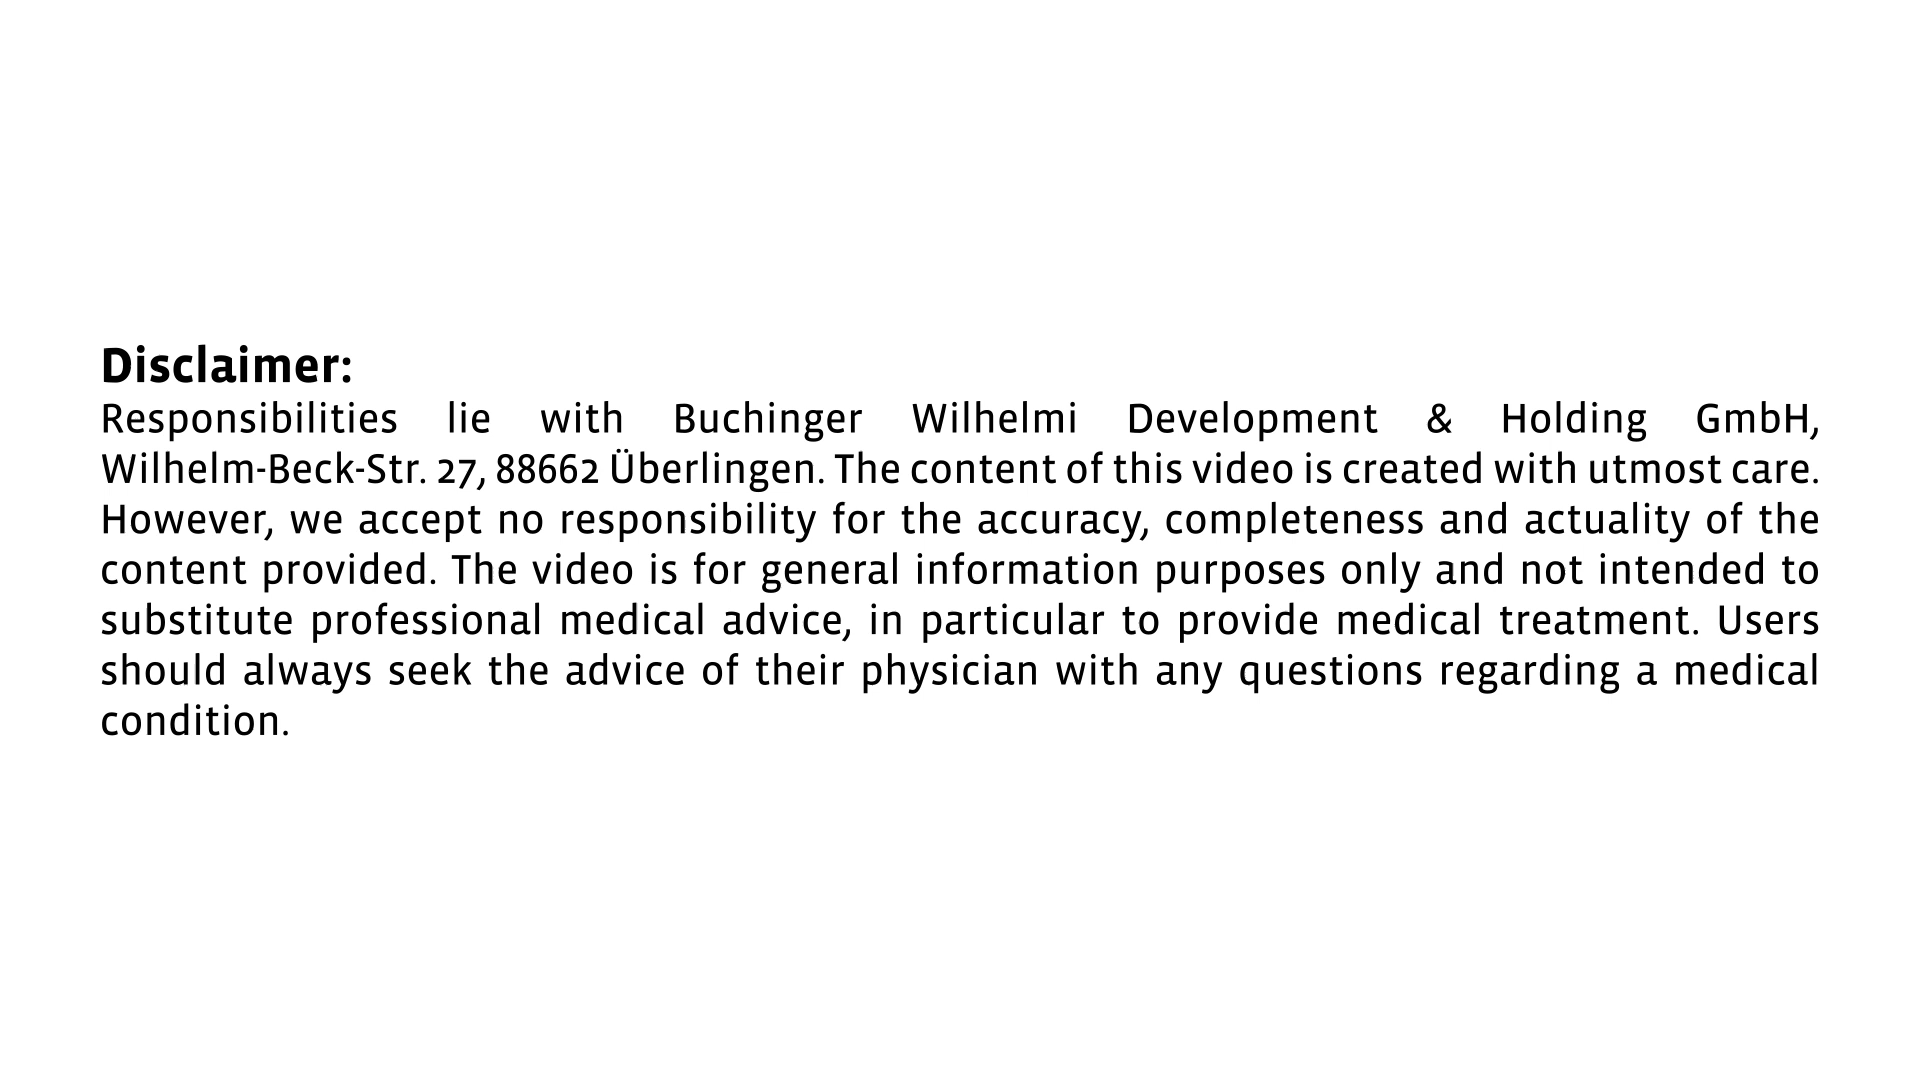 Disclaimer:
Responsibilities lie with Buchinger Wilhelmi Development & Holding GmbH,
Wilhelm-Beck-Str. 27, 88662 Überlingen. The content of this video is created with utmost care.
However, we accept no responsibility for the accuracy, completeness and actuality of the
content provided. The video is for general information purposes only and not intended to
substitute professional medical advice, in particular to provide medical treatment. Users
should always seek the advice of their physician with any questions regarding a medical
condition.